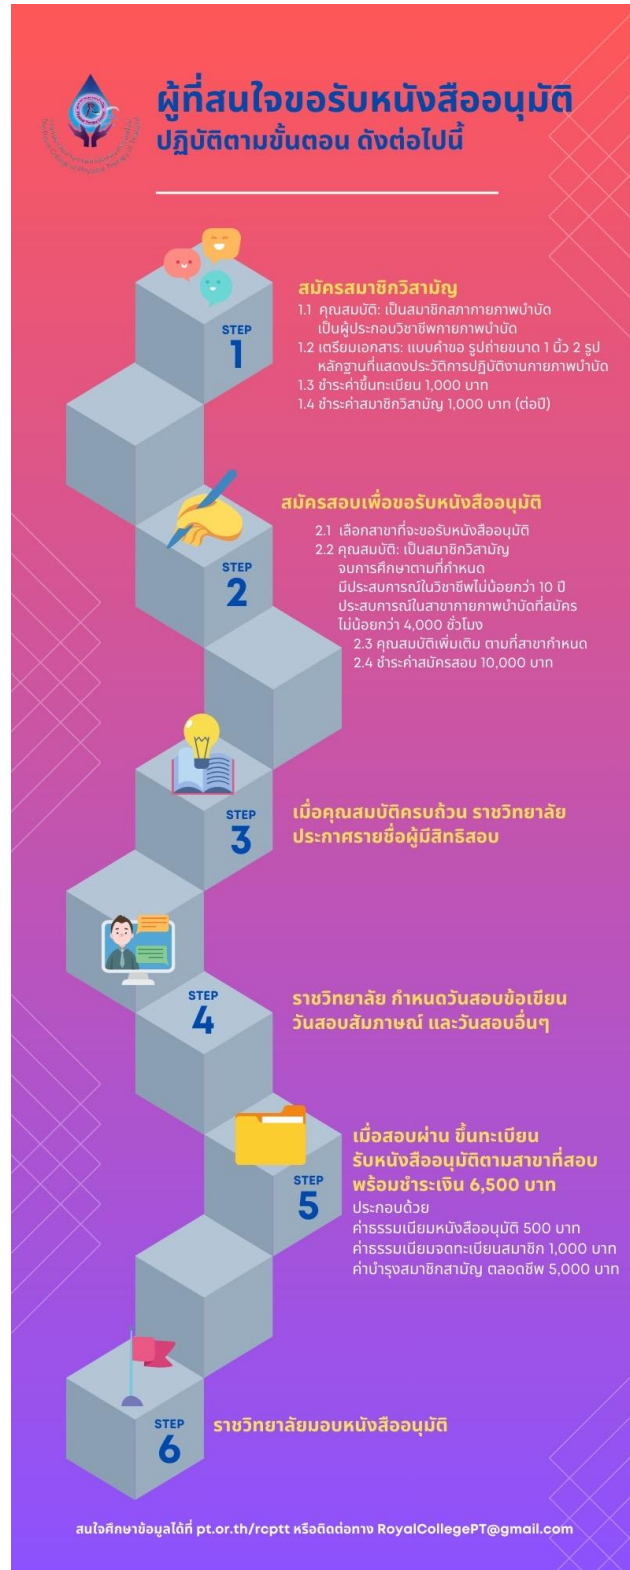 ผู้ที่สนใจขอรับหนังสืออนุมัติ
ปฏิบัติตามขั้นตอน ดังต่อไปนี้
STEP
1
สมัครสมาชิกวิสามัญ
1.1 คุณสมบัติ: เป็นสมาชิกสภากายภาพบำบัด
เป็นผู้ประกอบวิชาชีพกายภาพบำบัด
1.2 เตรียมเอกสาร: แบบคำขอ รูปถ่ายขนาด 1 นิ้ว 2 รูป
หลักฐานที่แสดงประวัติการปฏิบัติงานกายภาพบำบัด
1.3 ชำระค่าขึ้นทะเบียน 1,000 บาท
1.4 ชำระค่าสมาชิกวิสามัญ 1,000 บาท (ต่อปี)
STEP
2
สมัครสอบเพื่อขอรับหนังสืออนุมัติ
2.1 เลือกสาขาที่จะขอรับหนังสืออนุมัติ
2.2 คุณสมบัติ: เป็นสมาชิกวิสามัญ
จบการศึกษาตามที่กำหนด
มีประสบการณ์ในวิชาชีพไม่น้อยกว่า 10 ปี
ประสบการณ์ในสาขากายภาพบำบัดที่สมัคร
ไม่น้อยกว่า 4,000 ชั่วโมง
2.3 คุณสมบัติเพิ่มเติม ตามที่สาขากำหนด
2.4 ชำระค่าสมัครสอบ 10,000 บาท
STEP
3
เมื่อคุณสมบัติครบถ้วน ราชวิทยาลัย
ประกาศรายชื่อผู้มีสิทธิสอบ
STEP
4
ราชวิทยาลัย กำหนดวันสอบข้อเขียน
วันสอบสัมภาษณ์ และวันสอบอื่นๆ
STEP
5
เมื่อสอบผ่าน ขึ้นทะเบียน
รับหนังสืออนุมัติตามสาขาที่สอบ
พร้อมชำระเงิน 6,500 บาท
ประกอบด้วย
ค่าธรรมเนียมหนังสืออนุมัติ 500 บาท
ค่าธรรมเนียมจดทะเบียนสมาชิก 1,000 บาท
ค่าบำรุงสมาชิกสามัญ ตลอดชีพ 5,000 บาท
STEP
6
ราชวิทยาลัยมอบหนังสืออนุมัติ
สนใจศึกษาข้อมูลได้ที่ pt.or.th/rcptt หรือติดต่อทาง RoyalCollegePT@gmail.com